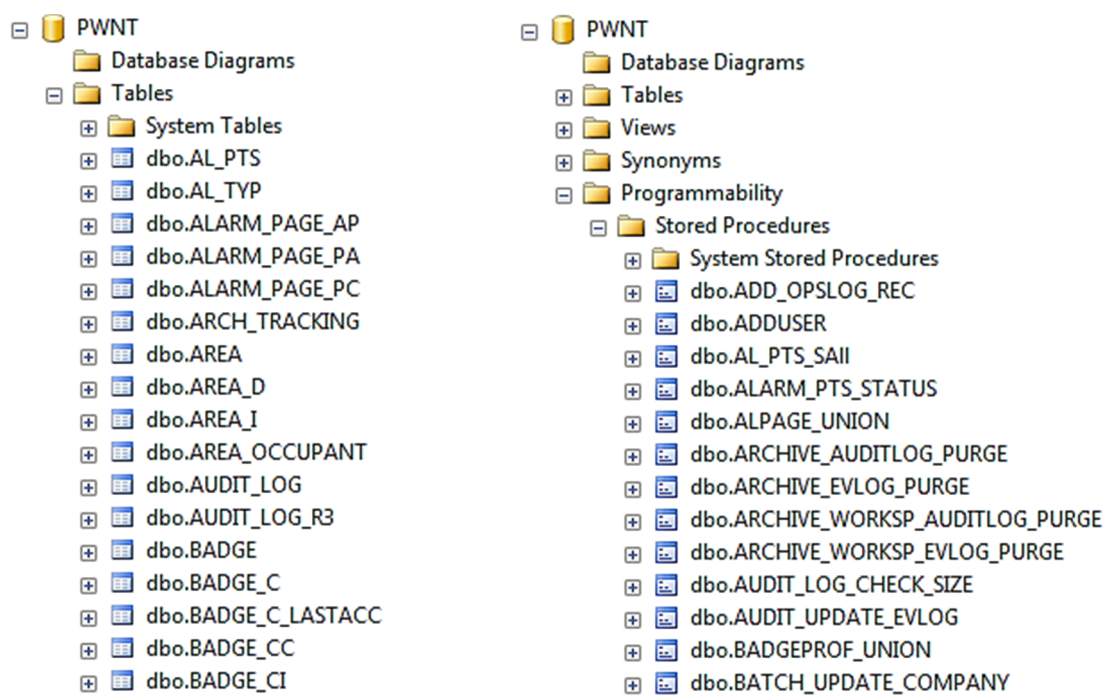 PWNT
Database Diagrams
Tables
System Tables
dbo.AL_PTS
dbo.AL_TYP
dbo.ALARM_PAGE_AP
dbo.ALARM_PAGE_PA
dbo.ALARM_PAGE_PC
dbo.ARCH_TRACKING
dbo.AREA
dbo.AREA_D
dbo.AREA_I
dbo.AREA_OCCUPANT
dbo.AUDIT_LOG
dbo.AUDIT_LOG_R3
dbo.BADGE
dbo.BADGE_C
dbo.BADGE_C_LASTACC
dbo.BADGE_CC
dbo.BADGE_CI
PWNT
Database Diagrams
Tables
Views
Synonyms
Programmability
Stored Procedures
System Stored Procedures
dbo.ADD_OPSLOG_REC
dbo.ADDUSER
dbo.AL_PTS_SAll
dbo.ALARM_PTS_STATUS
dbo.ALPAGE_UNION
dbo.ARCHIVE_AUDITLOG_PURGE
dbo.ARCHIVE_EVLOG_PURGE
dbo.ARCHIVE_WORKSP_AUDITLOG_PURGE
dbo.ARCHIVE_WORKSP_EVLOG_PURGE
dbo.AUDIT_LOG_CHECK_SIZE
dbo.AUDIT_UPDATE_EVLOG
dbo.BADGEPROF_UNION
dbo.BATCH_UPDATE_COMPANY